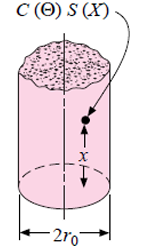 C (Θ) S (X)
x
2r₀